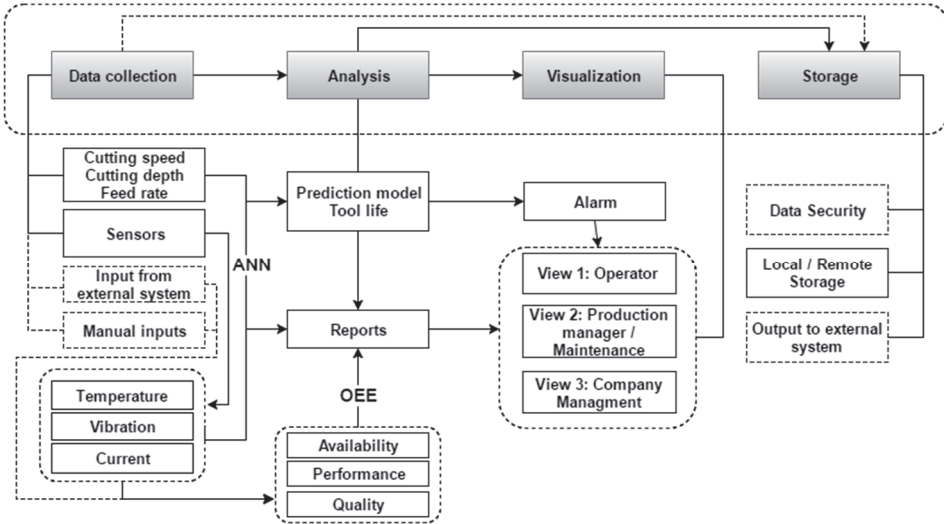 Data collection
Analysis
Visualization
Storage
Cutting speed
Cutting depth
Feed rate
Sensors
Input from
external system
Manual inputs
ANN
Temperature
Vibration
Current
Prediction model
Tool life
Reports
OEE
Availability
Performance
Quality
Alarm
View 1: Operator
View 2: Production
manager /
Maintenance
View 3: Company
Managment
Data Security
Local / Remote
Storage
Output to external
system